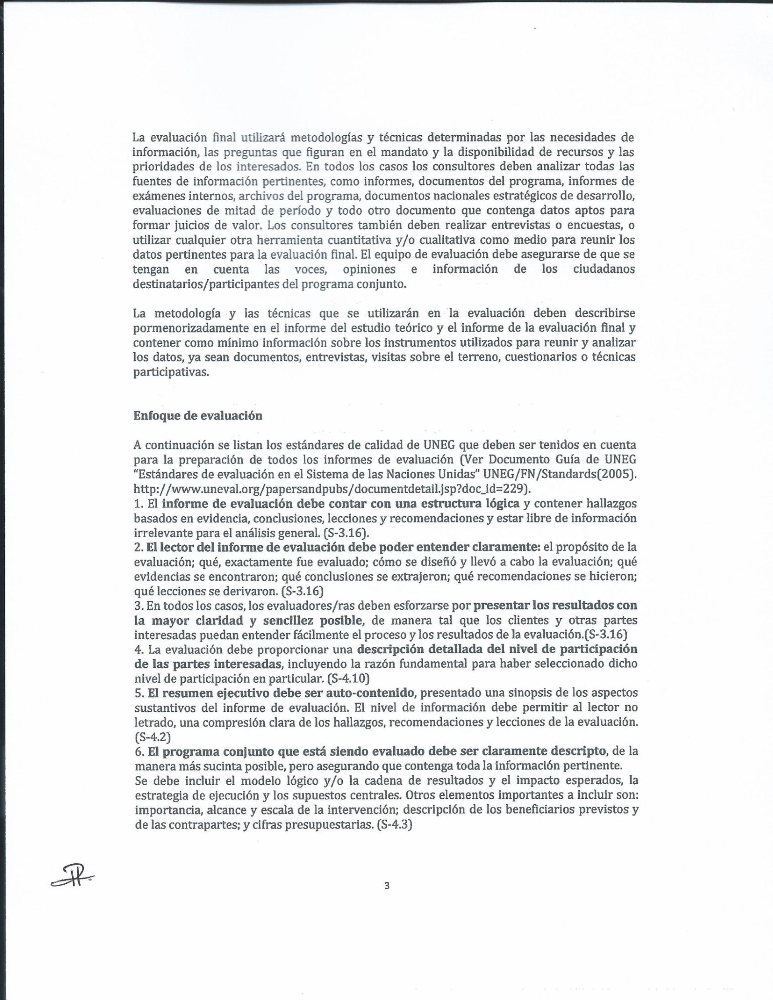 La evaluación final utilizará metodologías y técnicas determinadas por las necesidades de
información, las preguntas que figuran en el mandato y la disponibilidad de recursos y las
prioridades de los interesados. En todos los casos los consultores deben analizar todas las
fuentes de información pertinentes, como informes, documentos del programa, informes de
exámenes internos, archivos del programa, documentos nacionales estratégicos de desarrollo,
evaluaciones de mitad de período y todo otro documento que contenga datos aptos para
formar juicios de valor. Los consultores también deben realizar entrevistas o encuestas, o
utilizar cualquier otra herramienta cuantitativa y/o cualitativa como medio para reunir los
datos pertinentes para la evaluación final. El equipo de evaluación debe asegurarse de que se
tengan en cuenta las voces, opiniones e información de los ciudadanos
destinatarios/participantes del programa conjunto.
La metodología y las técnicas que se utilizarán en la evaluación deben describirse
pormenorizadamente en el informe del estudio teórico y el informe de la evaluación final y
contener como mínimo información sobre los instrumentos utilizados para reunir y analizar
los datos, ya sean documentos, entrevistas, visitas sobre el terreno, cuestionarios o técnicas
participativas.
Enfoque de evaluación
A continuación se listan los estándares de calidad de UNEG que deben ser tenidos en cuenta
para la preparación de todos los informes de evaluación (Ver Documento Guía de UNEG
"Estándares de evaluación en el Sistema de las Naciones Unidas" UNEG/FN/Standards(2005).
http://www.uneval.org/papersandpubs/documentdetail.jsp?doc_id=229).
1. El informe de evaluación debe contar con una estructura lógica y contener hallazgos
basados en evidencia, conclusiones, lecciones y recomendaciones y estar libre de información
irrelevante para el análisis general. (S-3.16).
2. El lector del informe de evaluación debe poder entender claramente: el propósito de la
evaluación; qué, exactamente fue evaluado; cómo se diseñó y llevó a cabo la evaluación; qué
evidencias se encontraron; qué conclusiones se extrajeron; qué recomendaciones se hicieron;
qué lecciones se derivaron. (S-3.16)
3. En todos los casos, los evaluadores/ras deben esforzarse por presentar los resultados con
la mayor claridad y sencillez posible, de manera tal que los clientes y otras partes
interesadas puedan entender fácilmente el proceso y los resultados de la evaluación.(S-3.16)
4. La evaluación debe proporcionar una descripción detallada del nivel de participación
de las partes interesadas, incluyendo la razón fundamental para haber seleccionado dicho
nivel de participación en particular. (S-4.10)
5. El resumen ejecutivo debe ser auto-contenido, presentado una sinopsis de los aspectos
sustantivos del informe de evaluación. El nivel de información debe permitir al lector no
letrado, una compresión clara de los hallazgos, recomendaciones y lecciones de la evaluación.
(S-4.2)
6. El programa conjunto que está siendo evaluado debe ser claramente descripto, de la
manera más sucinta posible, pero asegurando que contenga toda la información pertinente.
Se debe incluir el modelo lógico y/o la cadena de resultados y el impacto esperados, la
estrategia de ejecución y los supuestos centrales. Otros elementos importantes a incluir son:
importancia, alcance y escala de la intervención; descripción de los beneficiarios previstos y
de las contrapartes; y cifras presupuestarias. (S-4.3)
3